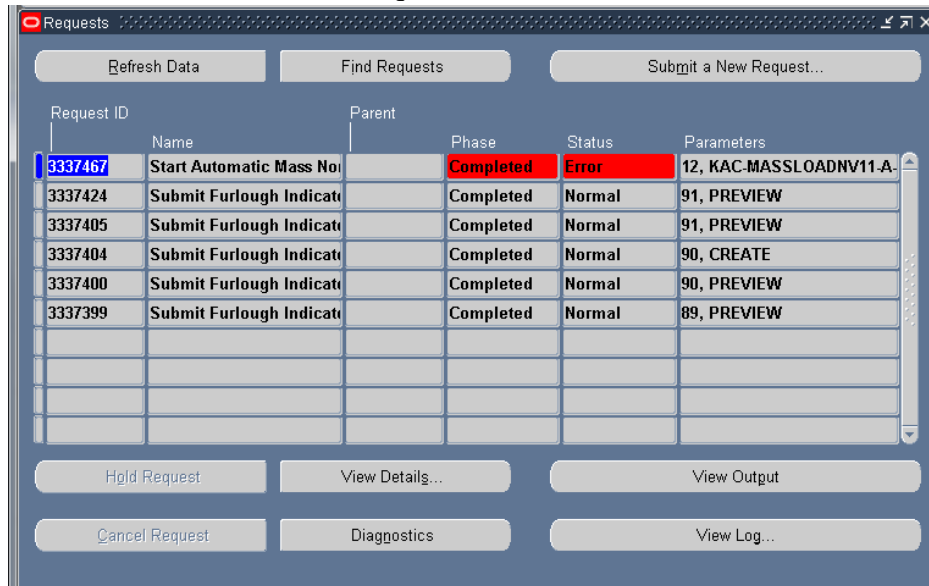 Requests
Refresh Data Find Requests Submit a New Request...
Request ID Parent
Name Phase Status Parameters
3337467 Start Automatic Mass No Completed Error 12, KAC-MASSLOADNV11-A-
3337424 Submit Furlough Indicat Completed Normal 91, PREVIEW
3337405 Submit Furlough Indicat Completed Normal 91, PREVIEW
3337404 Submit Furlough Indicat Completed Normal 90, CREATE
3337400 Submit Furlough Indicat Completed Normal 90, PREVIEW
3337399 Submit Furlough Indicat Completed Normal 89, PREVIEW
Hold Request View Details... View Output
Cancel Request Diagnostics View Log...